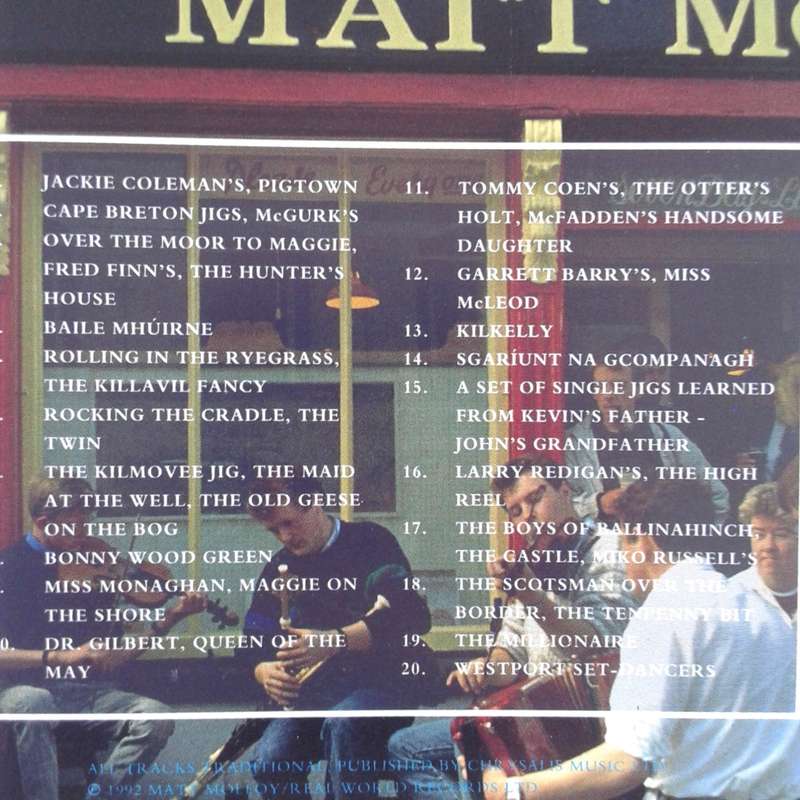 MATT M
JACKIE COLEMAN'S, PIGTOWN
CAPE BRETON JIGS, McGURK'S
OVER THE MOOR TO MAGGIE,
FRED FINN'S, THE HUNTER'S
HOUSE
BAILE MHÚIRNE
ROLLING IN THE RYEGRASS,
THE KILLAVIL FANCY
ROCKING THE CRADLE, THE
TWIN
THE KILMOVEE JIG, THE MAID
AT THE WELL, THE OLD GEESE
ON THE BOG
BONNY WOOD GREEN
MISS MONAGHAN, MAGGIE ON
THE SHORE
0. DR. GILBERT, QUEEN OF THE
MAY
11. TOMMY COEN'S, THE OTTER'S
HOLT, McFADDEN'S HANDSOME
DAUGHTER
12. GARRETT BARRY'S, MISS
McLEOD
13. KILKELLY
14. SGARÍUNT NA GCOMPANAGH
15. A SET OF SINGLE JIGS LEARNED
FROM KEVIN'S FATHER –
JOHN'S GRANDFATHER
16. LARRY REDIGAN'S, THE HIGH
REEL
17. THE BOYS OF BALLINAHINCH,
THE CASTLE, MIKO RUSSELL'S
18. THE SCOTSMAN OVER THE
BORDER, THE TENPENNY BIT
19. THE MILLIONAIRE
20. WESTPORT SET-DANCERS
ALL TRACKS TRADITIONAL, PUBLISHED BY CHRYSALIS MUSIC LTD
℗ 1992 MATT MOLLOY/REAL WORLD RECORDS LTD